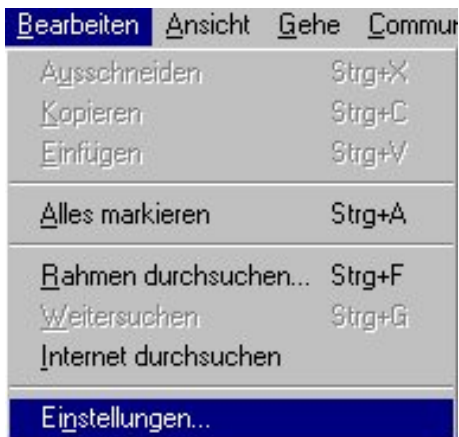 Bearbeiten Ansicht Gehe Commun
Ausschneiden Strg+X
Kopieren Strg+C
Einfügen Strg+V
Alles markieren Strg+A
Rahmen durchsuchen... Strg+F
Weitersuchen Strg+G
Internet durchsuchen
Einstellungen...